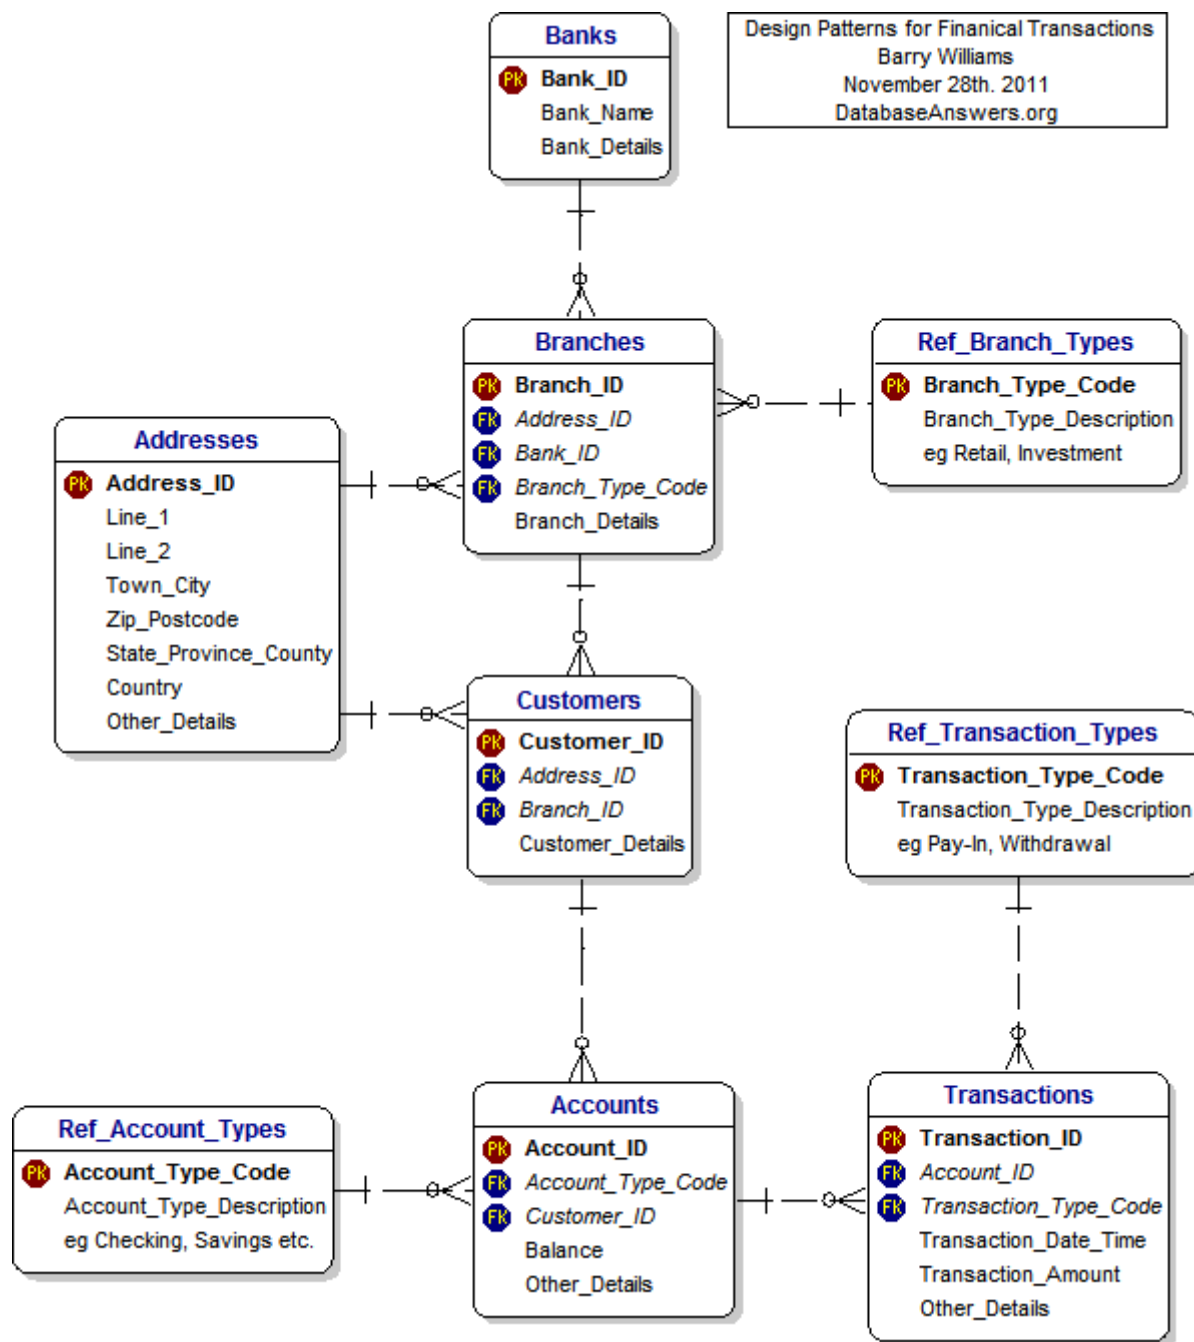 Banks
PK Bank_ID
Bank_Name
Bank_Details
Design Patterns for Finanical Transactions
Barry Williams
November 28th. 2011
DatabaseAnswers.org
Branches
PK Branch_ID
FK Address_ID
FK Bank_ID
FK Branch_Type_Code
Branch_Details
Ref_Branch_Types
PK Branch_Type_Code
Branch_Type_Description
eg Retail, Investment
Addresses
PK Address_ID
Line_1
Line_2
Town_City
Zip_Postcode
State_Province_County
Country
Other_Details
Customers
PK Customer_ID
FK Address_ID
FK Branch_ID
Customer_Details
Ref_Transaction_Types
PK Transaction_Type_Code
Transaction_Type_Description
eg Pay-In, Withdrawal
Ref_Account_Types
PK Account_Type_Code
Account_Type_Description
eg Checking, Savings etc.
Accounts
PK Account_ID
FK Account_Type_Code
FK Customer_ID
Balance
Other_Details
Transactions
PK Transaction_ID
FK Account_ID
FK Transaction_Type_Code
Transaction_Date_Time
Transaction_Amount
Other_Details